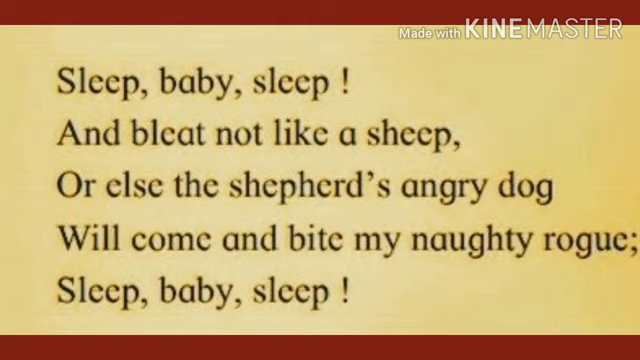 Made with KINEMASTER
Sleep, baby, sleep !
And bleat not like a sheep,
Or else the shepherd's angry dog
Will come and bite my naughty rogue;
Sleep, baby, sleep !